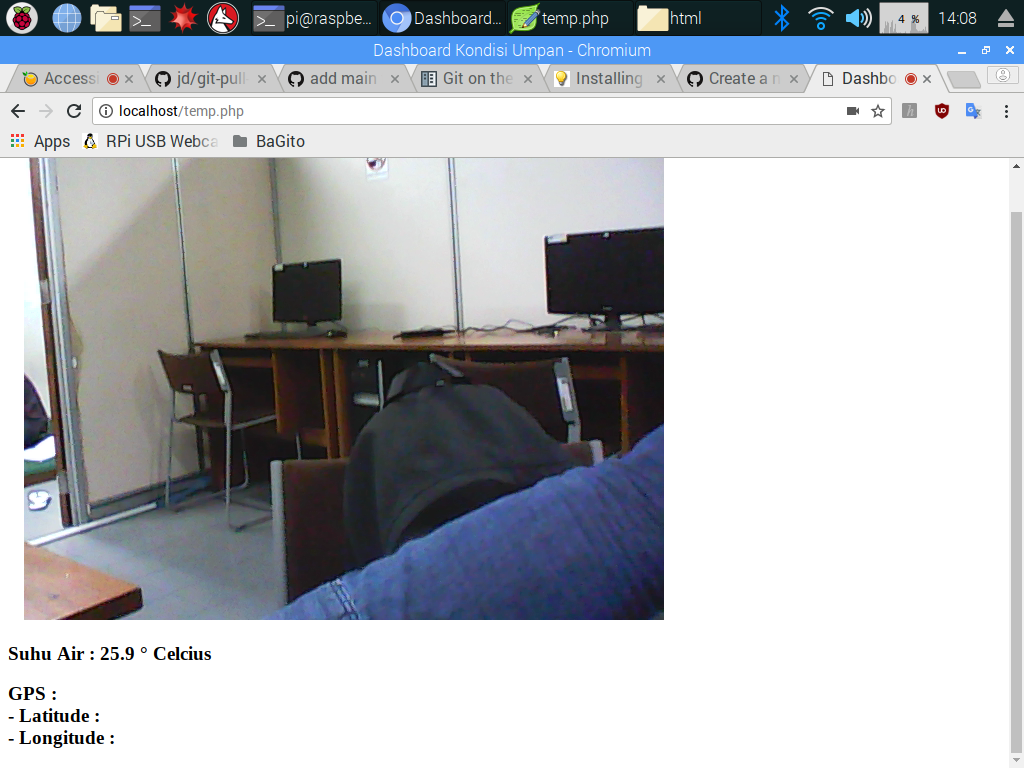 pi@raspbe...
Dashboard...
temp.php
html
4 %
14:08
Dashboard Kondisi Umpan - Chromium
Access
jd/git-pull
add main
Git on the
Installing
Create a n
Dashbo
localhost/temp.php
Apps
RPi USB Webca
BaGito
Suhu Air : 25.9 ° Celcius
GPS :
- Latitude :
- Longitude :